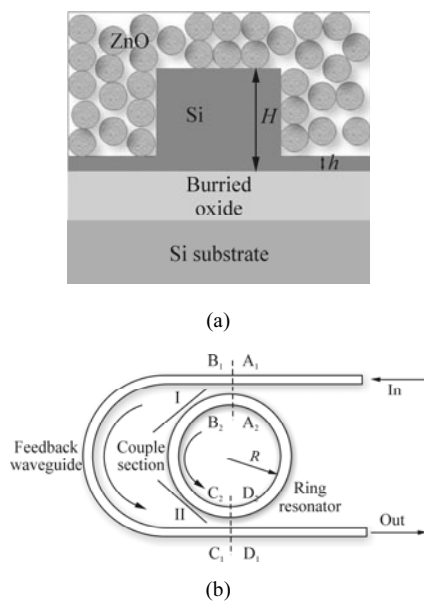 ZnO
Si
H
h
Burried
oxide
Si substrate
(a)
B₁ A₁
In
I
B₂ A₂
Feedback
waveguide
Couple
section
R
C₂ D₂
Ring
resonator
II
Out
C₁ D₁
(b)